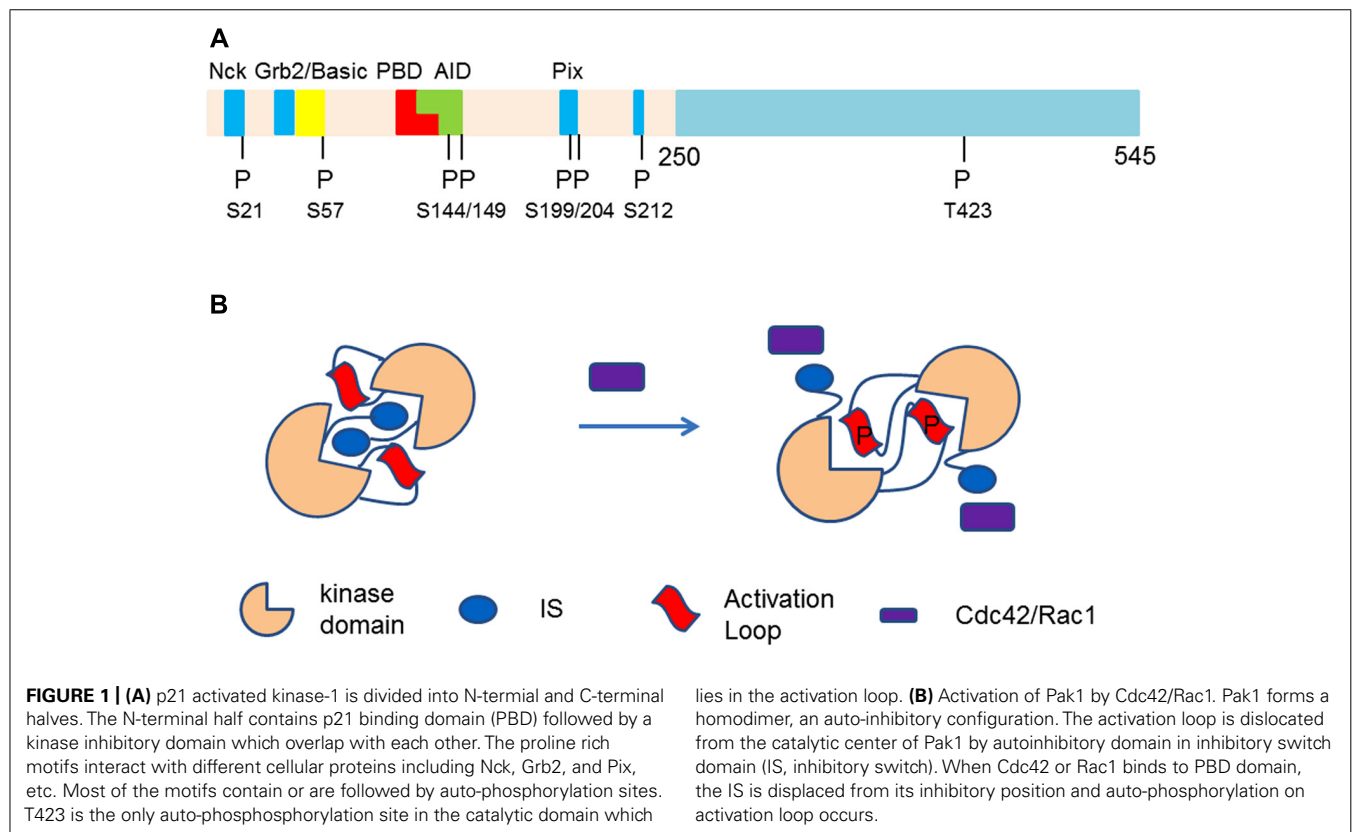 A
Nck Grb2/Basic PBD AID Pix
250 545
P P PP PP P P
S21 S57 S144/149 S199/204 S212 T423
B
P P
kinase domain
IS
Activation Loop
Cdc42/Rac1
FIGURE 1 | (A) p21 activated kinase-1 is divided into N-termial and C-terminal
halves. The N-terminal half contains p21 binding domain (PBD) followed by a
kinase inhibitory domain which overlap with each other. The proline rich
motifs interact with different cellular proteins including Nck, Grb2, and Pix,
etc. Most of the motifs contain or are followed by auto-phosphorylation sites.
T423 is the only auto-phosphosphorylation site in the catalytic domain which
lies in the activation loop. (B) Activation of Pak1 by Cdc42/Rac1. Pak1 forms a
homodimer, an auto-inhibitory configuration. The activation loop is dislocated
from the catalytic center of Pak1 by autoinhibitory domain in inhibitory switch
domain (IS, inhibitory switch). When Cdc42 or Rac1 binds to PBD domain,
the IS is displaced from its inhibitory position and auto-phosphorylation on
activation loop occurs.